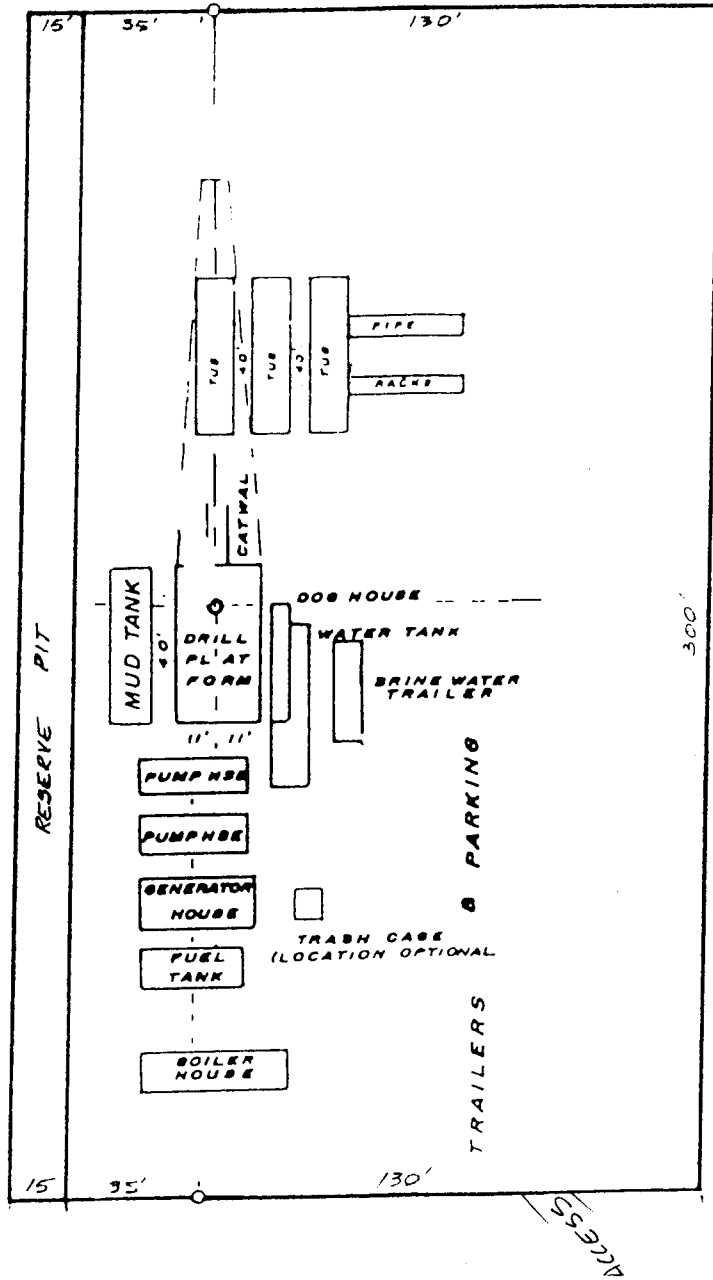 15'
35'
130'
PIPE
RACKS
TUB
40'
TUB
40'
TUB
CATWAL
DOG HOUSE
WATER TANK
MUD TANK
40'
DRILL
PLAT
FORM
BRINE WATER
TRAILER
300'
RESERVE PIT
11', 11'
PUMP HSE
PUMP HSE
GENERATOR
HOUSE
TRASH CAGE
(LOCATION OPTIONAL
FUEL
TANK
BOILER
HOUSE
TRAILERS & PARKING
15
35'
130'
ACCESS